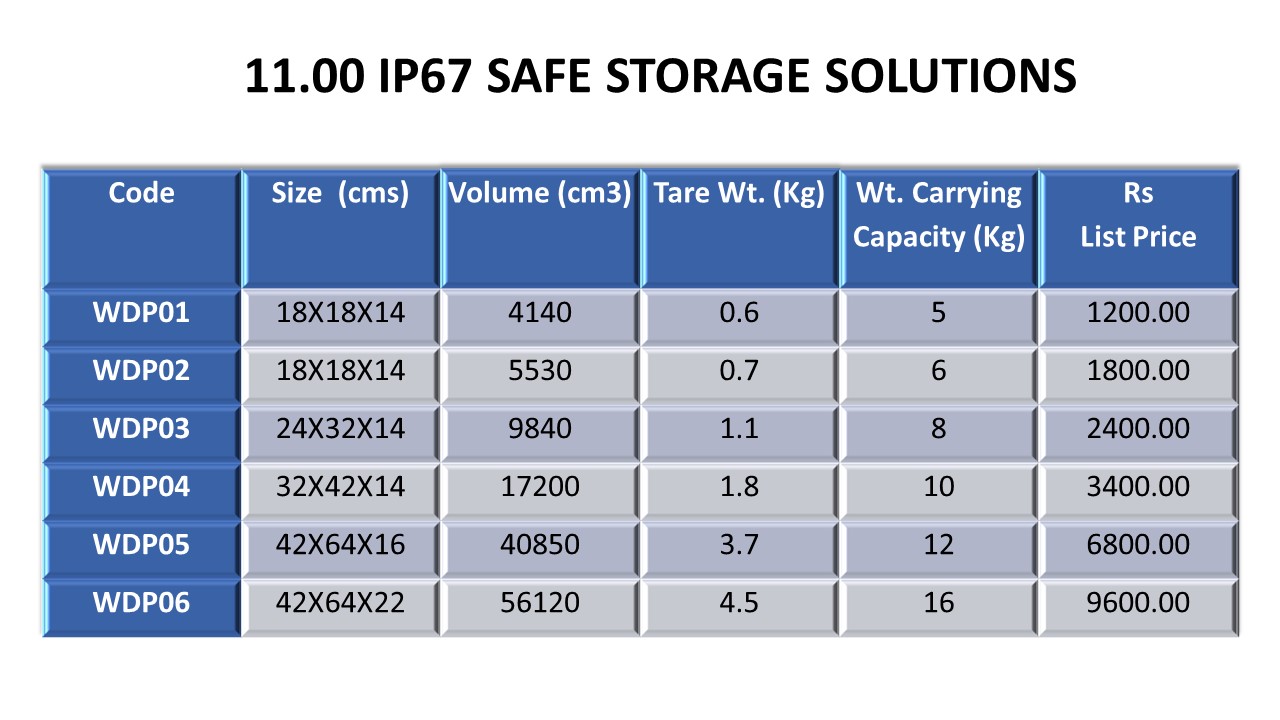 11.00 IP67 SAFE STORAGE SOLUTIONS
Code Size (cms) Volume (cm3) Tare Wt. (Kg) Wt. Carrying Capacity (Kg) Rs List Price
WDP01 18X18X14 4140 0.6 5 1200.00
WDP02 18X18X14 5530 0.7 6 1800.00
WDP03 24X32X14 9840 1.1 8 2400.00
WDP04 32X42X14 17200 1.8 10 3400.00
WDP05 42X64X16 40850 3.7 12 6800.00
WDP06 42X64X22 56120 4.5 16 9600.00